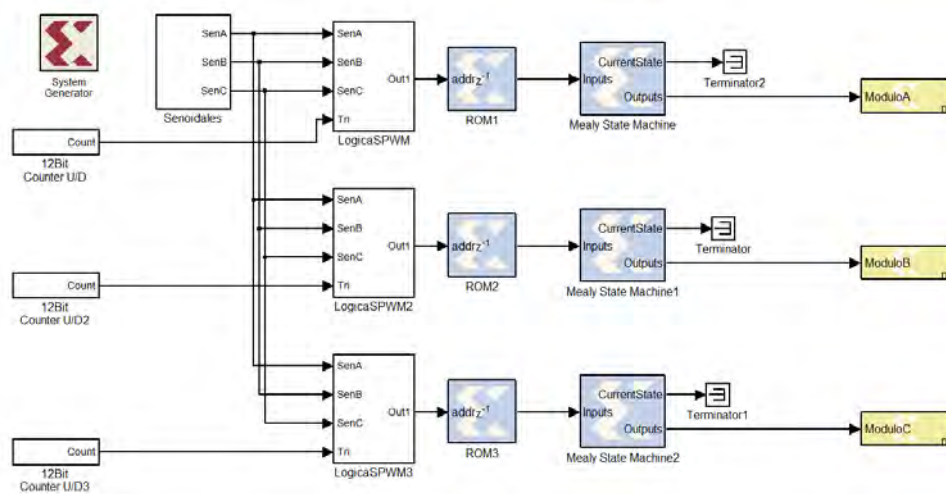 System
Generator
SenA
SenB
SenC
Senoidales
Count
12Bit
Counter U/D
SenA
SenB
SenC
Tri
Out1
LogicaSPWM
addrz-1
ROM1
Inputs
CurrentState
Outputs
Mealy State Machine
Terminator2
ModuloA
Count
12Bit
Counter U/D2
SenA
SenB
SenC
Tri
Out1
LogicaSPWM2
addrz-1
ROM2
Inputs
CurrentState
Outputs
Mealy State Machine1
Terminator
ModuloB
Count
12Bit
Counter U/D3
SenA
SenB
SenC
Tri
Out1
LogicaSPWM3
addrz-1
ROM3
Inputs
CurrentState
Outputs
Mealy State Machine2
Terminator1
ModuloC